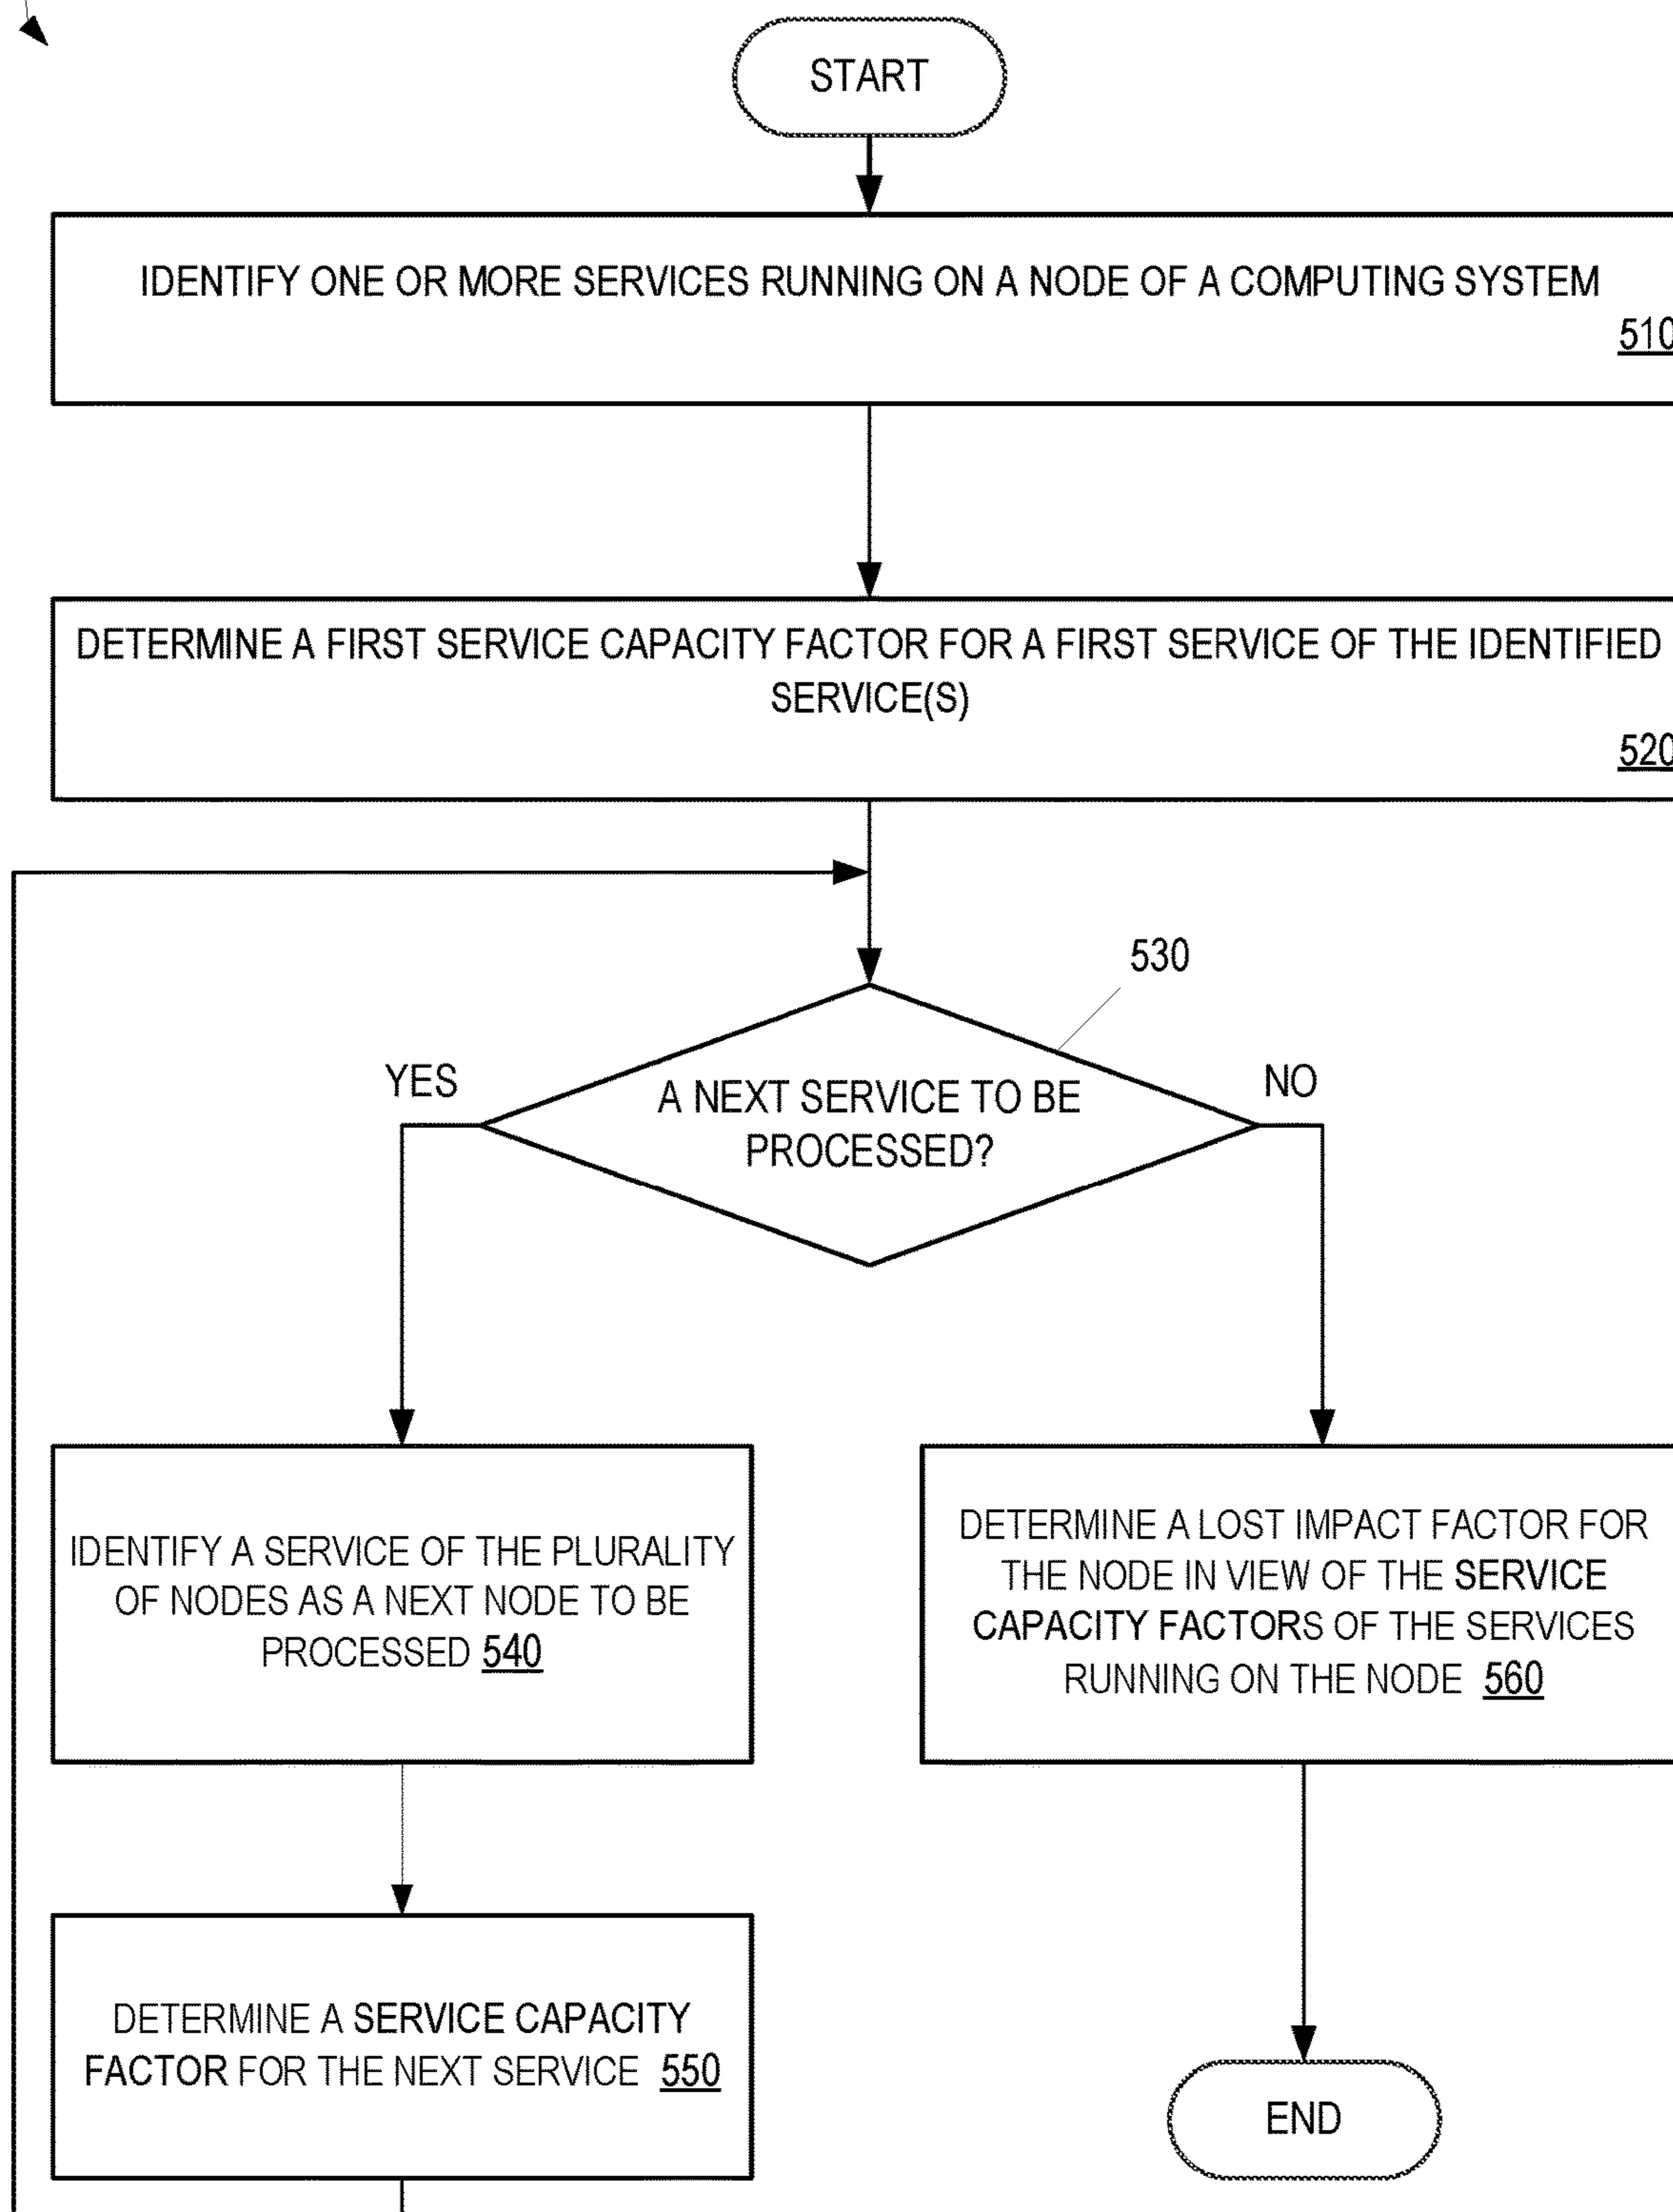 START
IDENTIFY ONE OR MORE SERVICES RUNNING ON A NODE OF A COMPUTING SYSTEM
510
DETERMINE A FIRST SERVICE CAPACITY FACTOR FOR A FIRST SERVICE OF THE IDENTIFIED
SERVICE(S)
520
530
YES
A NEXT SERVICE TO BE
PROCESSED?
NO
IDENTIFY A SERVICE OF THE PLURALITY
OF NODES AS A NEXT NODE TO BE
PROCESSED 540
DETERMINE A LOST IMPACT FACTOR FOR
THE NODE IN VIEW OF THE SERVICE
CAPACITY FACTORS OF THE SERVICES
RUNNING ON THE NODE 560
DETERMINE A SERVICE CAPACITY
FACTOR FOR THE NEXT SERVICE 550
END